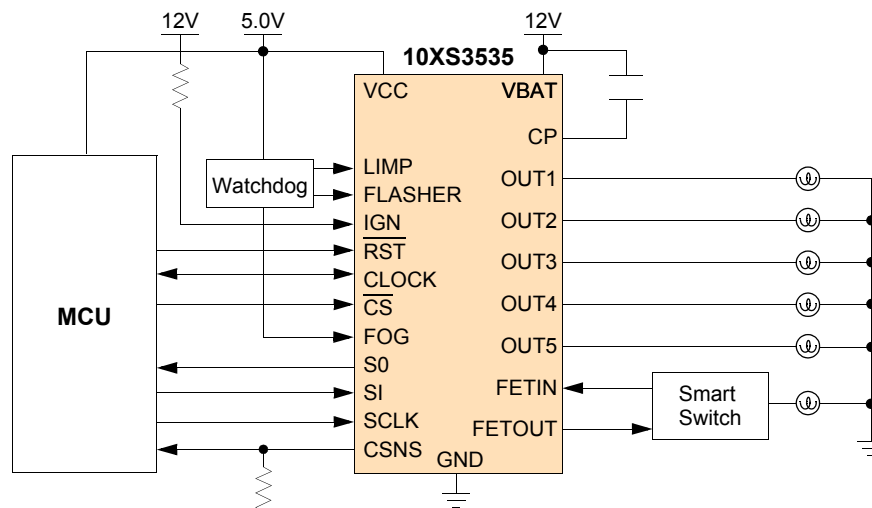 12V
5.0V
12V
10XS3535
VCC
VBAT
CP
LIMP
OUT1
Watchdog
FLASHER
IGN
OUT2
RST
CLOCK
OUT3
MCU
CS
OUT4
FOG
OUT5
S0
SI
FETIN
Smart
Switch
SCLK
FETOUT
CSNS
GND